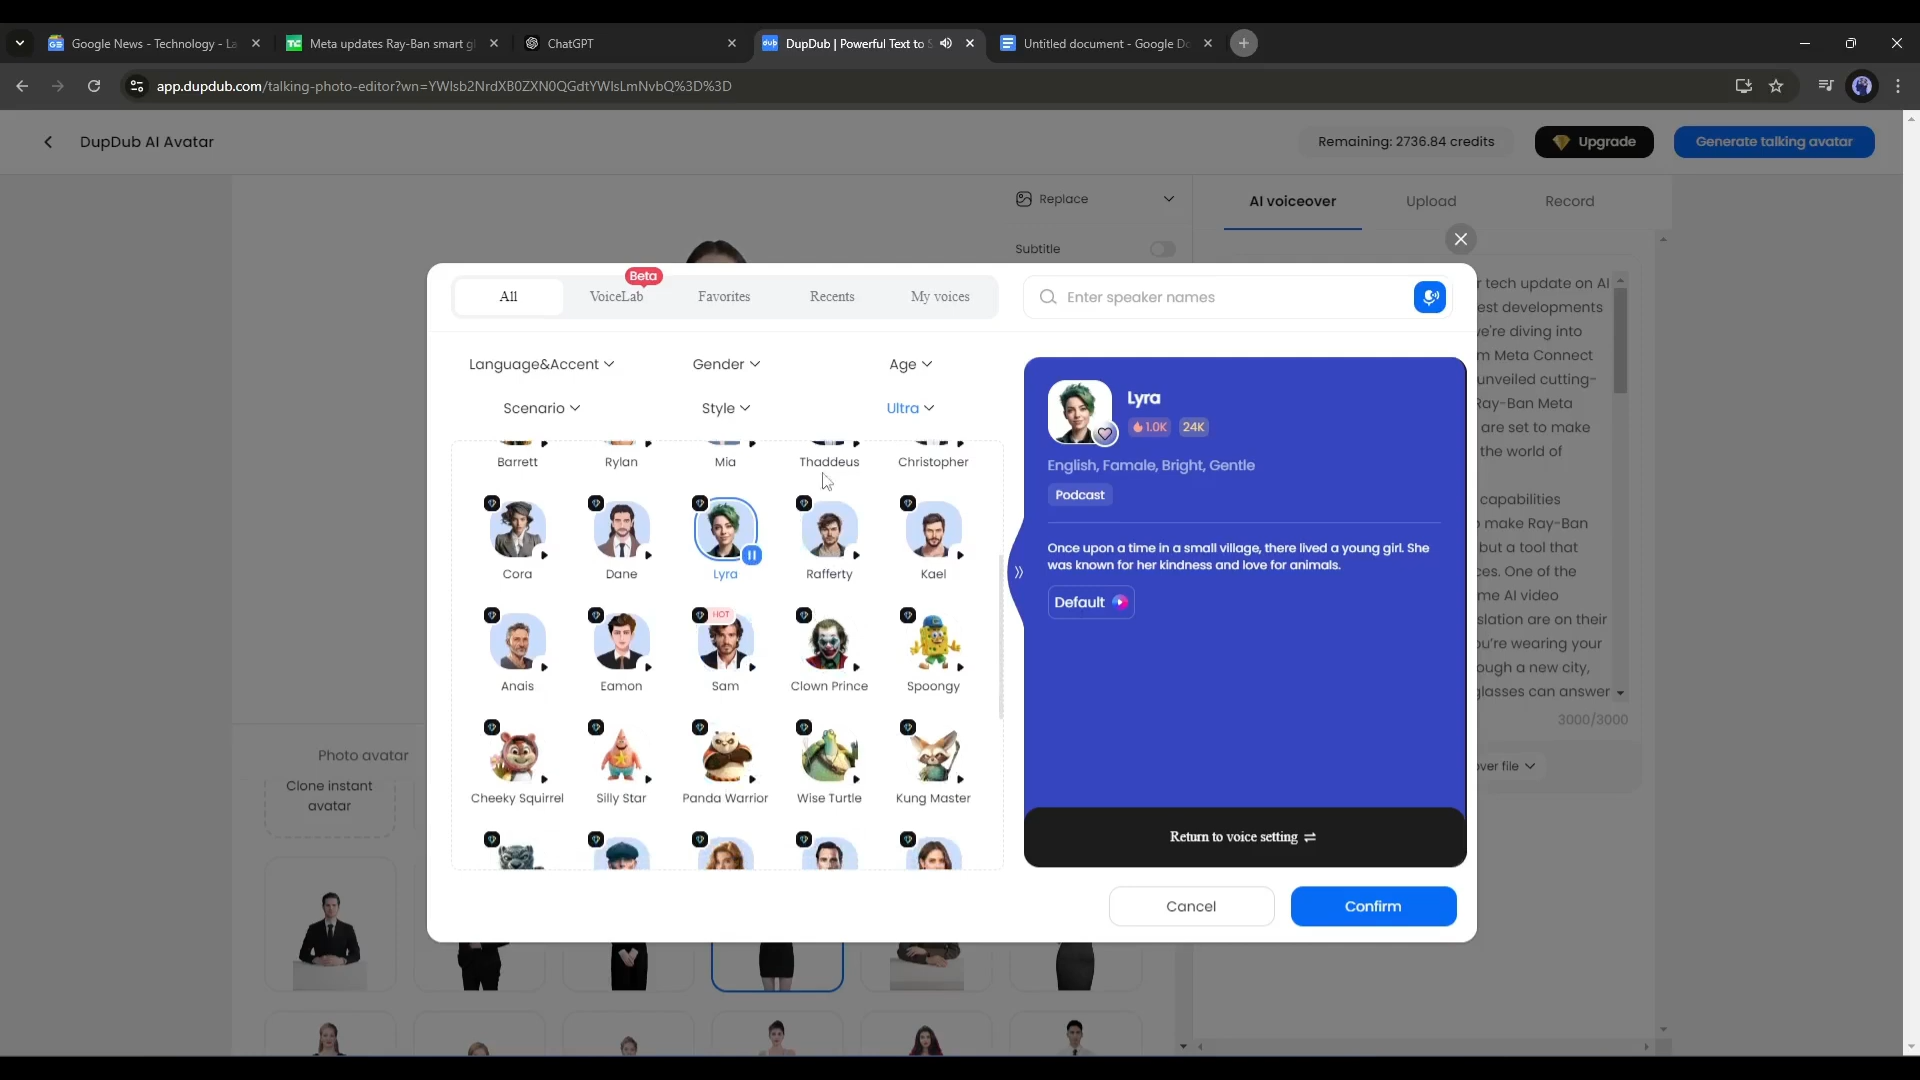 Google News - Technology - La
Meta updates Ray-Ban smart g
ChatGPT
DupDub | Powerful Text to S
Untitled document - Google Do
app.dupdub.com/talking-photo-editor?wn=YWlsb2NrdXB0ZXN0QGdtYWlsLmNvbQ%3D%3D
DupDub AI Avatar
Remaining: 2736.84 credits
Upgrade
Generate talking avatar
Replace
AI voiceover
Upload
Record
Subtitle
Beta
All
VoiceLab
Favorites
Recents
My voices
Enter speaker names
Language&Accent
Gender
Age
Scenario
Style
Ultra
Barrett
Rylan
Mia
Thaddeus
Christopher
Cora
Dane
Lyra
Rafferty
Kael
HOT
Anais
Eamon
Sam
Clown Prince
Spoongy
Cheeky Squirrel
Silly Star
Panda Warrior
Wise Turtle
Kung Master
Lyra
1.0K
24K
English, Famale, Bright, Gentle
Podcast
Once upon a time in a small village, there lived a young girl. She
was known for her kindness and love for animals.
Default
Return to voice setting
Cancel
Confirm
r tech update on AI
est developments
ve're diving into
m Meta Connect
unveiled cutting-
Ray-Ban Meta
are set to make
the world of
capabilities
o make Ray-Ban
but a tool that
ces. One of the
me AI video
slation are on their
ou're wearing your
ough a new city,
glasses can answer
3000/3000
over file
Photo avatar
Clone instant
avatar